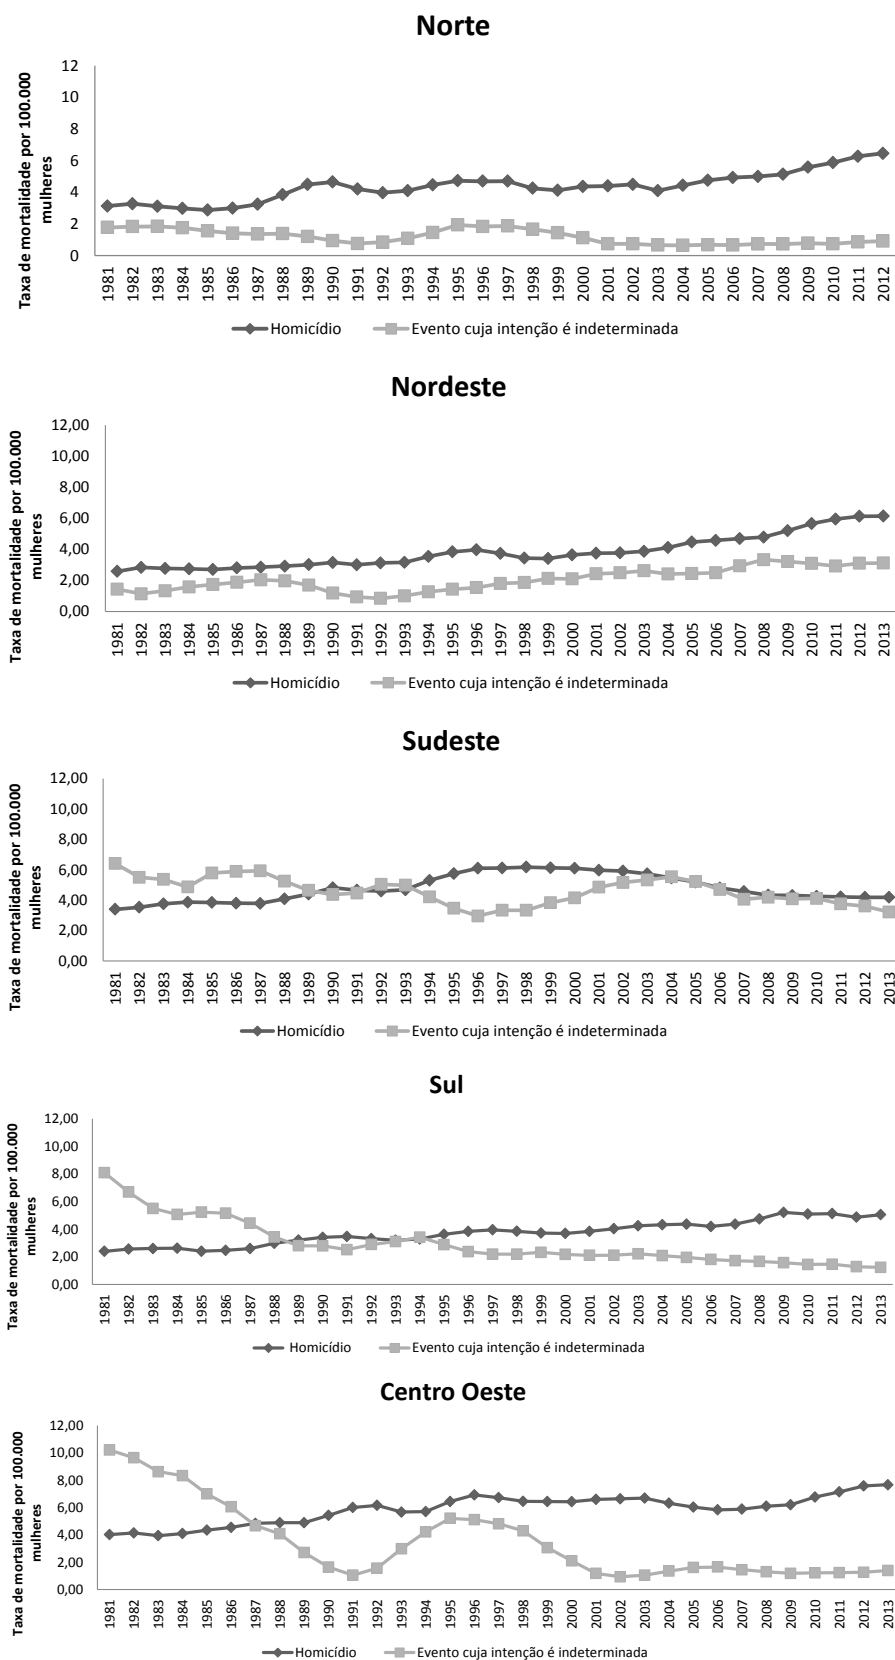 Norte
Taxa de mortalidade por 100.000
mulheres
12
10
8
6
4
2
0
1981 1982 1983 1984 1985 1986 1987 1988 1989 1990 1991 1992 1993 1994 1995 1996 1997 1998 1999 2000 2001 2002 2003 2004 2005 2006 2007 2008 2009 2010 2011 2012
Homicídio Evento cuja intenção é indeterminada
Nordeste
Taxa de mortalidade por 100.000
mulheres
12,00
10,00
8,00
6,00
4,00
2,00
0,00
1981 1982 1983 1984 1985 1986 1987 1988 1989 1990 1991 1992 1993 1994 1995 1996 1997 1998 1999 2000 2001 2002 2003 2004 2005 2006 2007 2008 2009 2010 2011 2012 2013
Homicídio Evento cuja intenção é indeterminada
Sudeste
Taxa de mortalidade por 100.000
mulheres
12,00
10,00
8,00
6,00
4,00
2,00
0,00
1981 1982 1983 1984 1985 1986 1987 1988 1989 1990 1991 1992 1993 1994 1995 1996 1997 1998 1999 2000 2001 2002 2003 2004 2005 2006 2007 2008 2009 2010 2011 2012 2013
Homicídio Evento cuja intenção é indeterminada
Sul
Taxa de mortalidade por 100.000
mulheres
12,00
10,00
8,00
6,00
4,00
2,00
0,00
1981 1982 1983 1984 1985 1986 1987 1988 1989 1990 1991 1992 1993 1994 1995 1996 1997 1998 1999 2000 2001 2002 2003 2004 2005 2006 2007 2008 2009 2010 2011 2012 2013
Homicídio Evento cuja intenção é indeterminada
Centro Oeste
Taxa de mortalidade por 100.000
mulheres
12,00
10,00
8,00
6,00
4,00
2,00
0,00
1981 1982 1983 1984 1985 1986 1987 1988 1989 1990 1991 1992 1993 1994 1995 1996 1997 1998 1999 2000 2001 2002 2003 2004 2005 2006 2007 2008 2009 2010 2011 2012 2013
Homicídio Evento cuja intenção é indeterminada